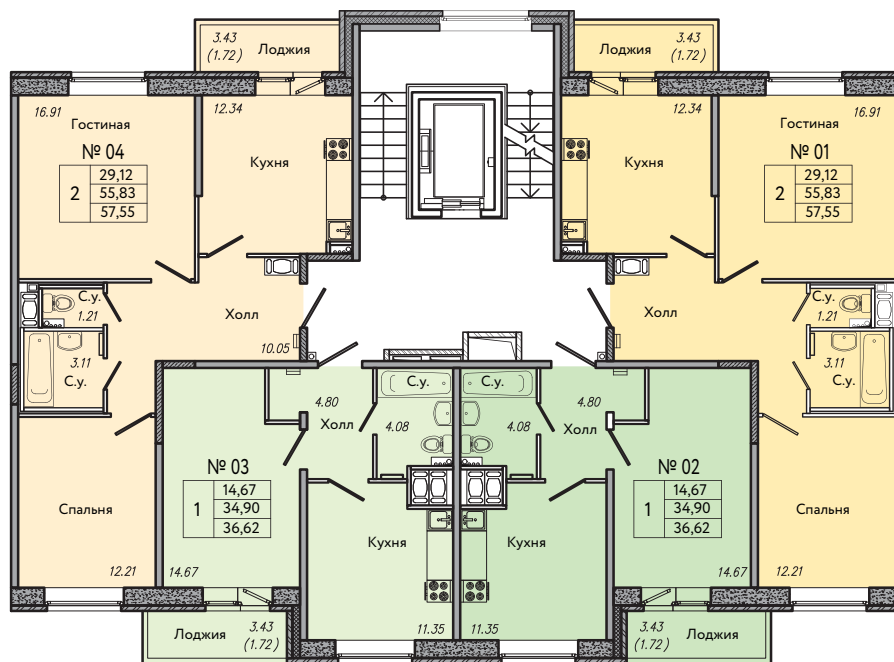 3.43
(1.72)
Лоджия
3.43
(1.72)
Лоджия
16.91
Гостиная
12.34
Кухня
12.34
Кухня
Гостиная
16.91
№ 04
2
29,12
55,83
57,55
№ 01
2
29,12
55,83
57,55
С.у.
1.21
Холл
10.05
3.11
С.у.
Холл
С.у.
1.21
3.11
С.у.
4.80
Холл
С.у.
4.08
С.у.
4.08
4.80
Холл
№ 03
1
14,67
34,90
36,62
№ 02
1
14,67
34,90
36,62
Спальня
12.21
14.67
Кухня
11.35
Кухня
11.35
14.67
Спальня
12.21
Лоджия
3.43
(1.72)
3.43
(1.72)
Лоджия